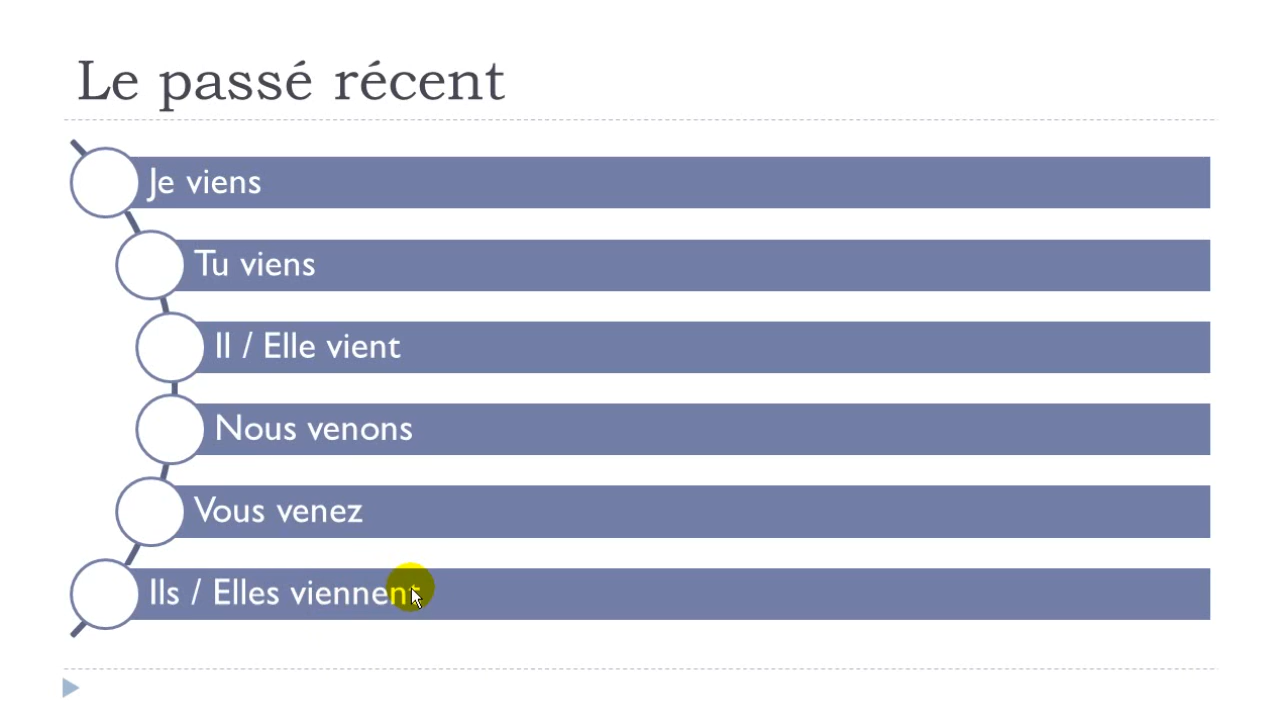 Le passé récent
Je viens
Tu viens
Il / Elle vient
Nous venons
Vous venez
Ils / Elles viennent